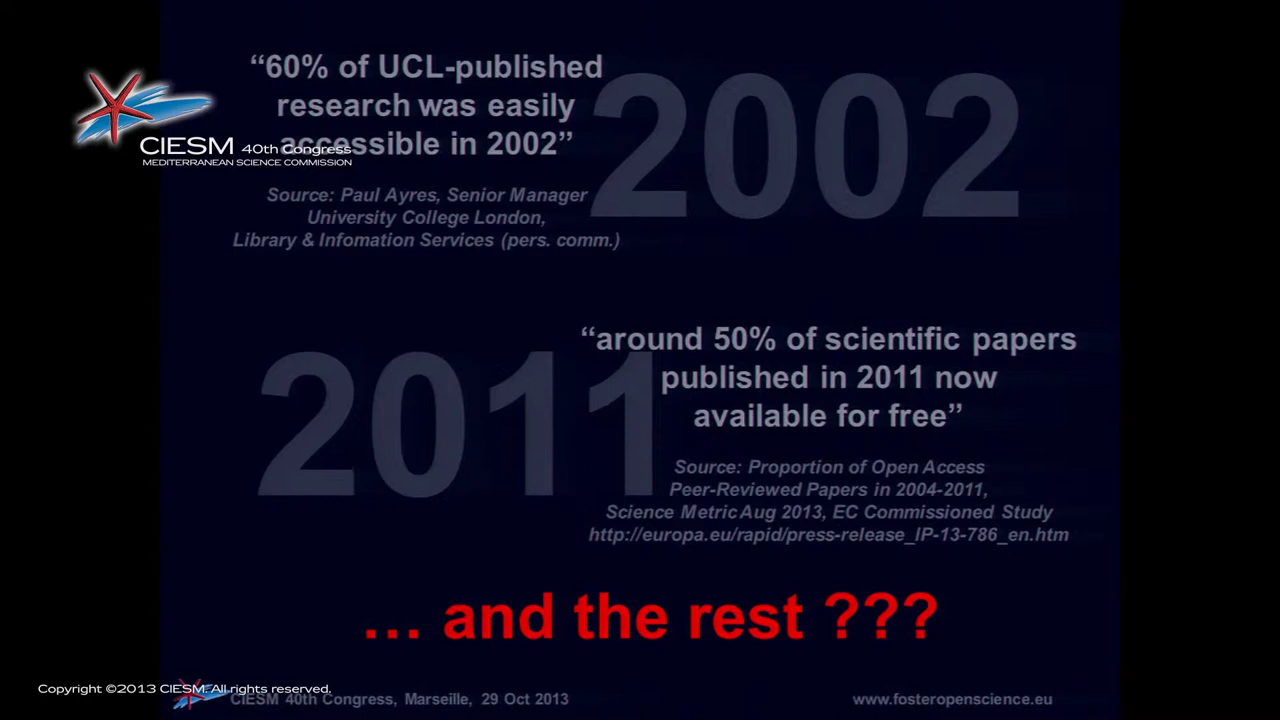 “60% of UCL-published
research was easily
accessible in 2002”
2002
CIESM 40th Congress
MEDITERRANEAN SCIENCE COMMISSION
Source: Paul Ayres, Senior Manager
University College London,
Library & Infomation Services (pers. comm.)
2011
“around 50% of scientific papers
published in 2011 now
available for free”
Source: Proportion of Open Access
Peer-Reviewed Papers in 2004-2011,
Science Metric Aug 2013, EC Commissioned Study
http://europa.eu/rapid/press-release_IP-13-786_en.htm
… and the rest ???
Copyright ©2013 CIESM. All rights reserved.
CIESM 40th Congress, Marseille, 29 Oct 2013
www.fosteropenscience.eu